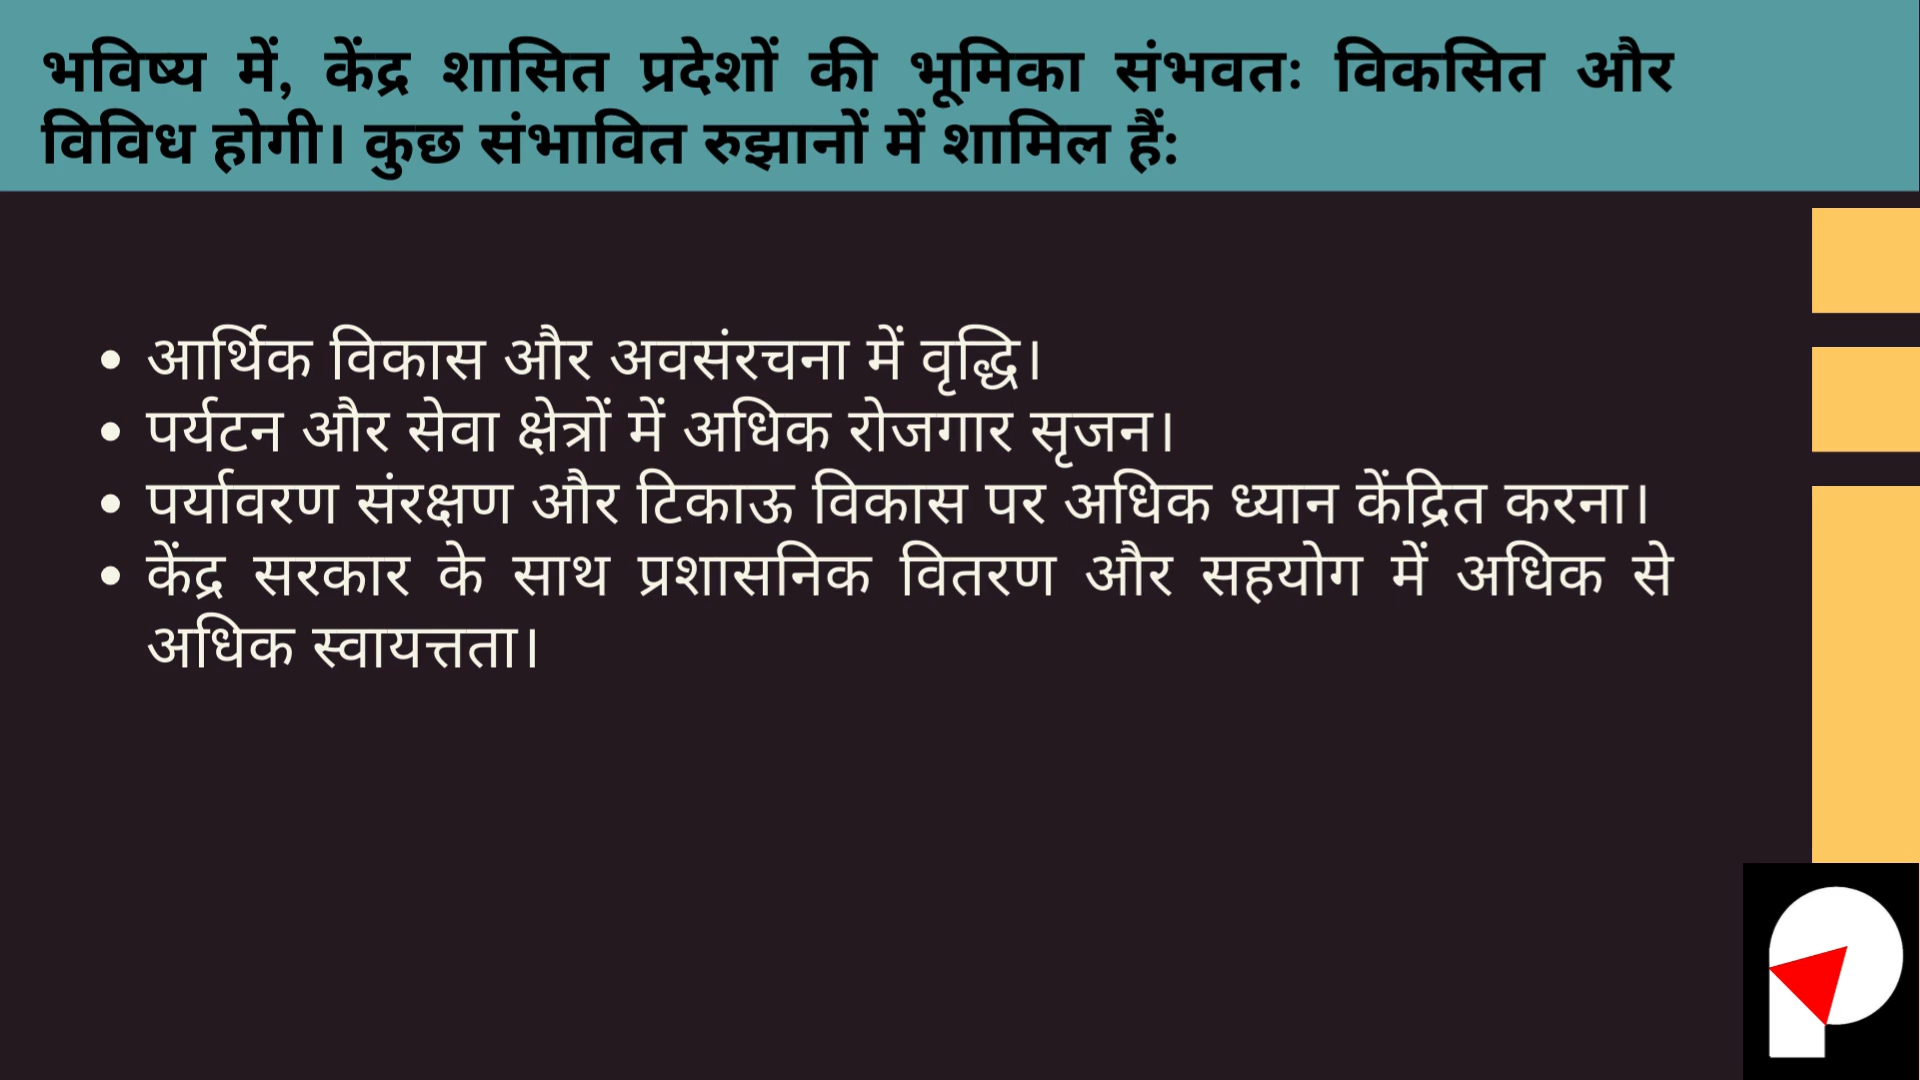 भविष्य में, केंद्र शासित प्रदेशों की भूमिका संभवतः विकसित और
विविध होगी। कुछ संभावित रुझानों में शामिल हैं:
• आर्थिक विकास और अवसंरचना में वृद्धि।
• पर्यटन और सेवा क्षेत्रों में अधिक रोजगार सृजन।
• पर्यावरण संरक्षण और टिकाऊ विकास पर अधिक ध्यान केंद्रित करना।
• केंद्र सरकार के साथ प्रशासनिक वितरण और सहयोग में अधिक से
अधिक स्वायत्तता।